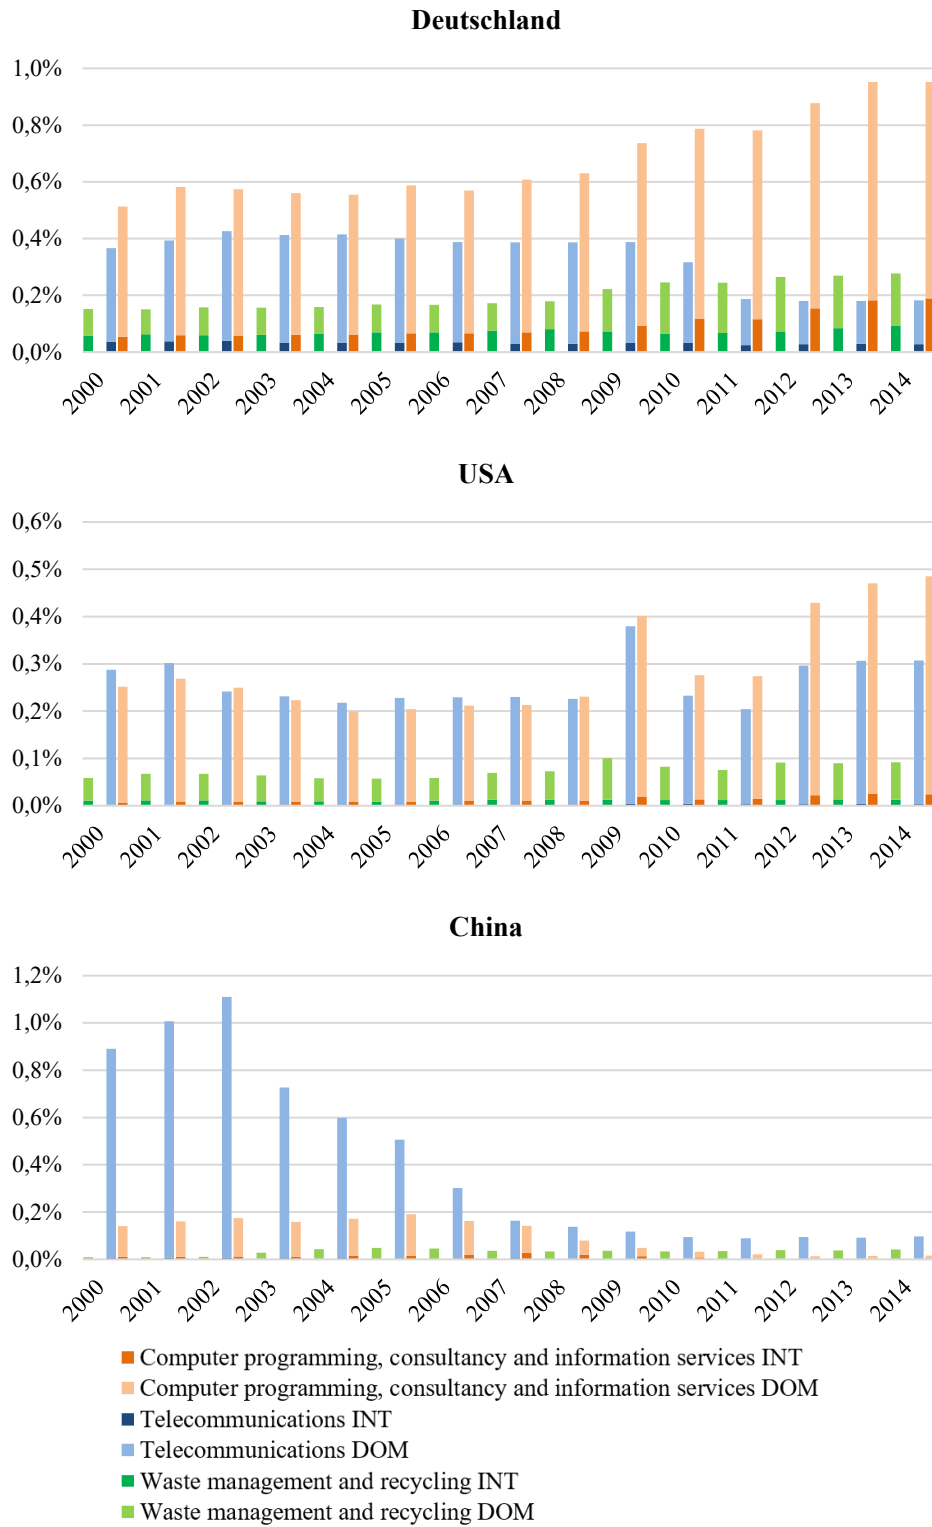 Deutschland
1,0%
0,8%
0,6%
0,4%
0,2%
0,0%
2000 2001 2002 2003 2004 2005 2006 2007 2008 2009 2010 2011 2012 2013 2014
USA
0,6%
0,5%
0,4%
0,3%
0,2%
0,1%
0,0%
2000 2001 2002 2003 2004 2005 2006 2007 2008 2009 2010 2011 2012 2013 2014
China
1,2%
1,0%
0,8%
0,6%
0,4%
0,2%
0,0%
2000 2001 2002 2003 2004 2005 2006 2007 2008 2009 2010 2011 2012 2013 2014
Computer programming, consultancy and information services INT
Computer programming, consultancy and information services DOM
Telecommunications INT
Telecommunications DOM
Waste management and recycling INT
Waste management and recycling DOM